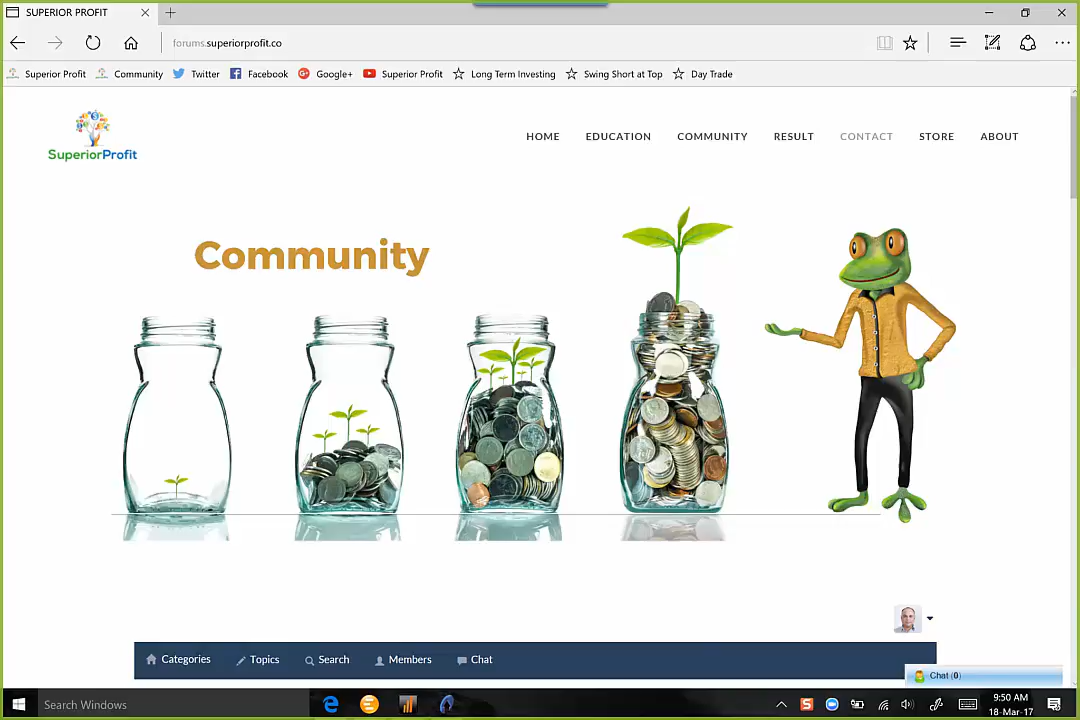 SUPERIOR PROFIT
forums.superiorprofit.co
Superior Profit Community Twitter Facebook Google+ Superior Profit Long Term Investing Swing Short at Top Day Trade
SuperiorProfit
HOME EDUCATION COMMUNITY RESULT CONTACT STORE ABOUT
Community
Categories Topics Search Members Chat
Chat (0)
Search Windows
9:50 AM
18-Mar-17